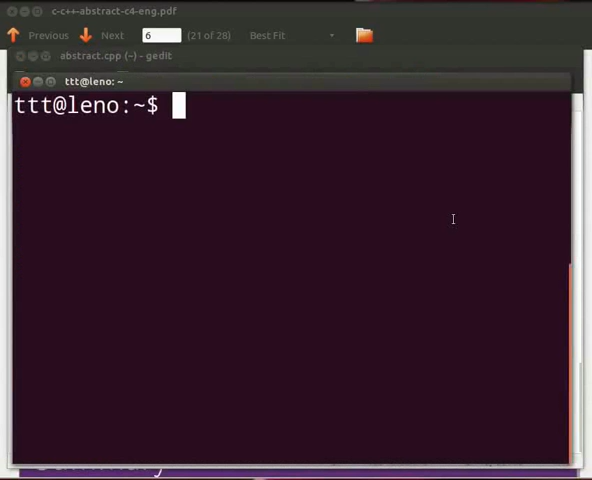 c-c++-abstract-c4-eng.pdf
Previous Next 6 (21 of 28) Best Fit
abstract.cpp (~) - gedit
ttt@leno: ~
ttt@leno:~$